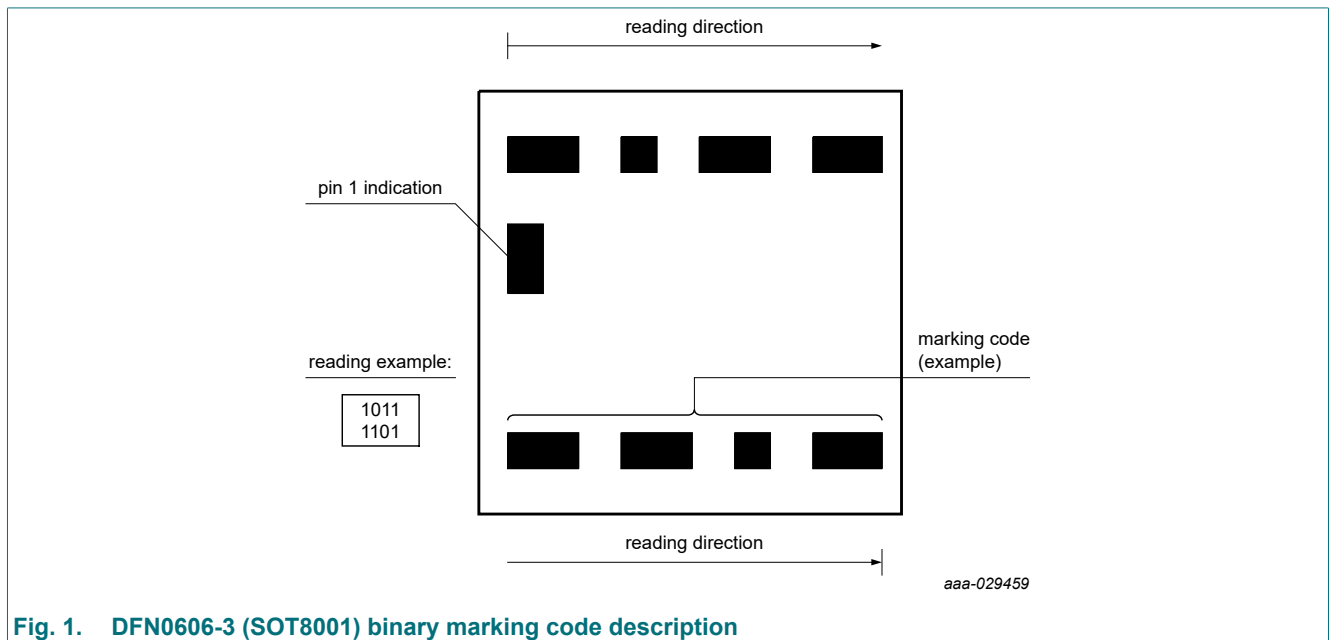 reading direction
pin 1 indication
marking code
(example)
reading example:
1011
1101
reading direction
aaa-029459
Fig. 1. DFN0606-3 (SOT8001) binary marking code description